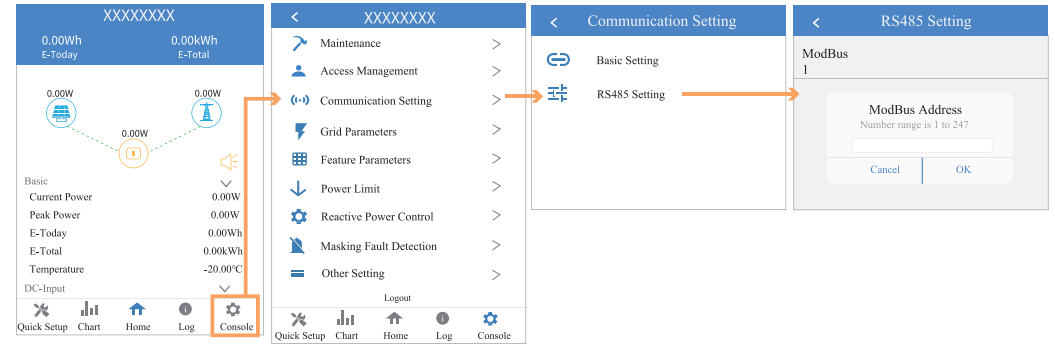 XXXXXXXX
0.00Wh
0.00kWh
E-Today
E-Total
0.00W
0.00W
0.00W
Basic
Current Power 0.00W
Peak Power 0.00W
E-Today 0.00Wh
E-Total 0.00kWh
Temperature -20.00°C
DC-Input
Quick Setup Chart Home Log Console
< XXXXXXXX
Maintenance >
Access Management >
Communication Setting >
Grid Parameters >
Feature Parameters >
Power Limit >
Reactive Power Control >
Masking Fault Detection >
Other Setting >
Logout
Quick Setup Chart Home Log Console
< Communication Setting
Basic Setting
RS485 Setting
< RS485 Setting
ModBus
1
ModBus Address
Number range is 1 to 247
Cancel OK